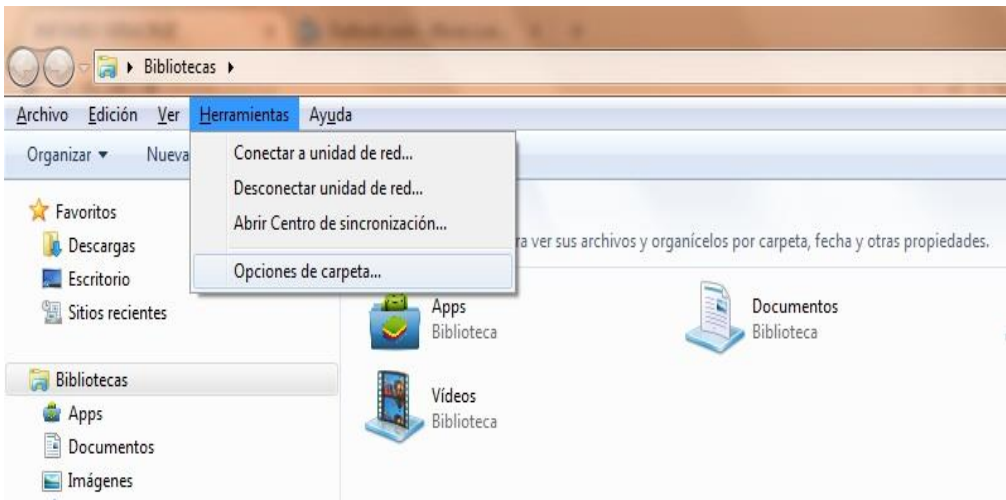 Bibliotecas
Archivo Edición Ver Herramientas Ayuda
Organizar Nueva
Conectar a unidad de red...
Desconectar unidad de red...
Abrir Centro de sincronización...
Opciones de carpeta...
ra ver sus archivos y organícelos por carpeta, fecha y otras propiedades.
Favoritos
Descargas
Escritorio
Sitios recientes
Bibliotecas
Apps
Documentos
Imágenes
Apps
Biblioteca
Documentos
Biblioteca
Vídeos
Biblioteca